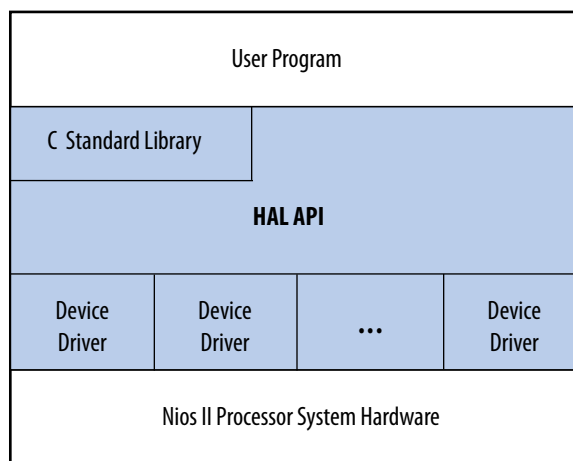 User Program
C Standard Library
HAL API
Device
Driver
Device
Driver
...
Device
Driver
Nios II Processor System Hardware